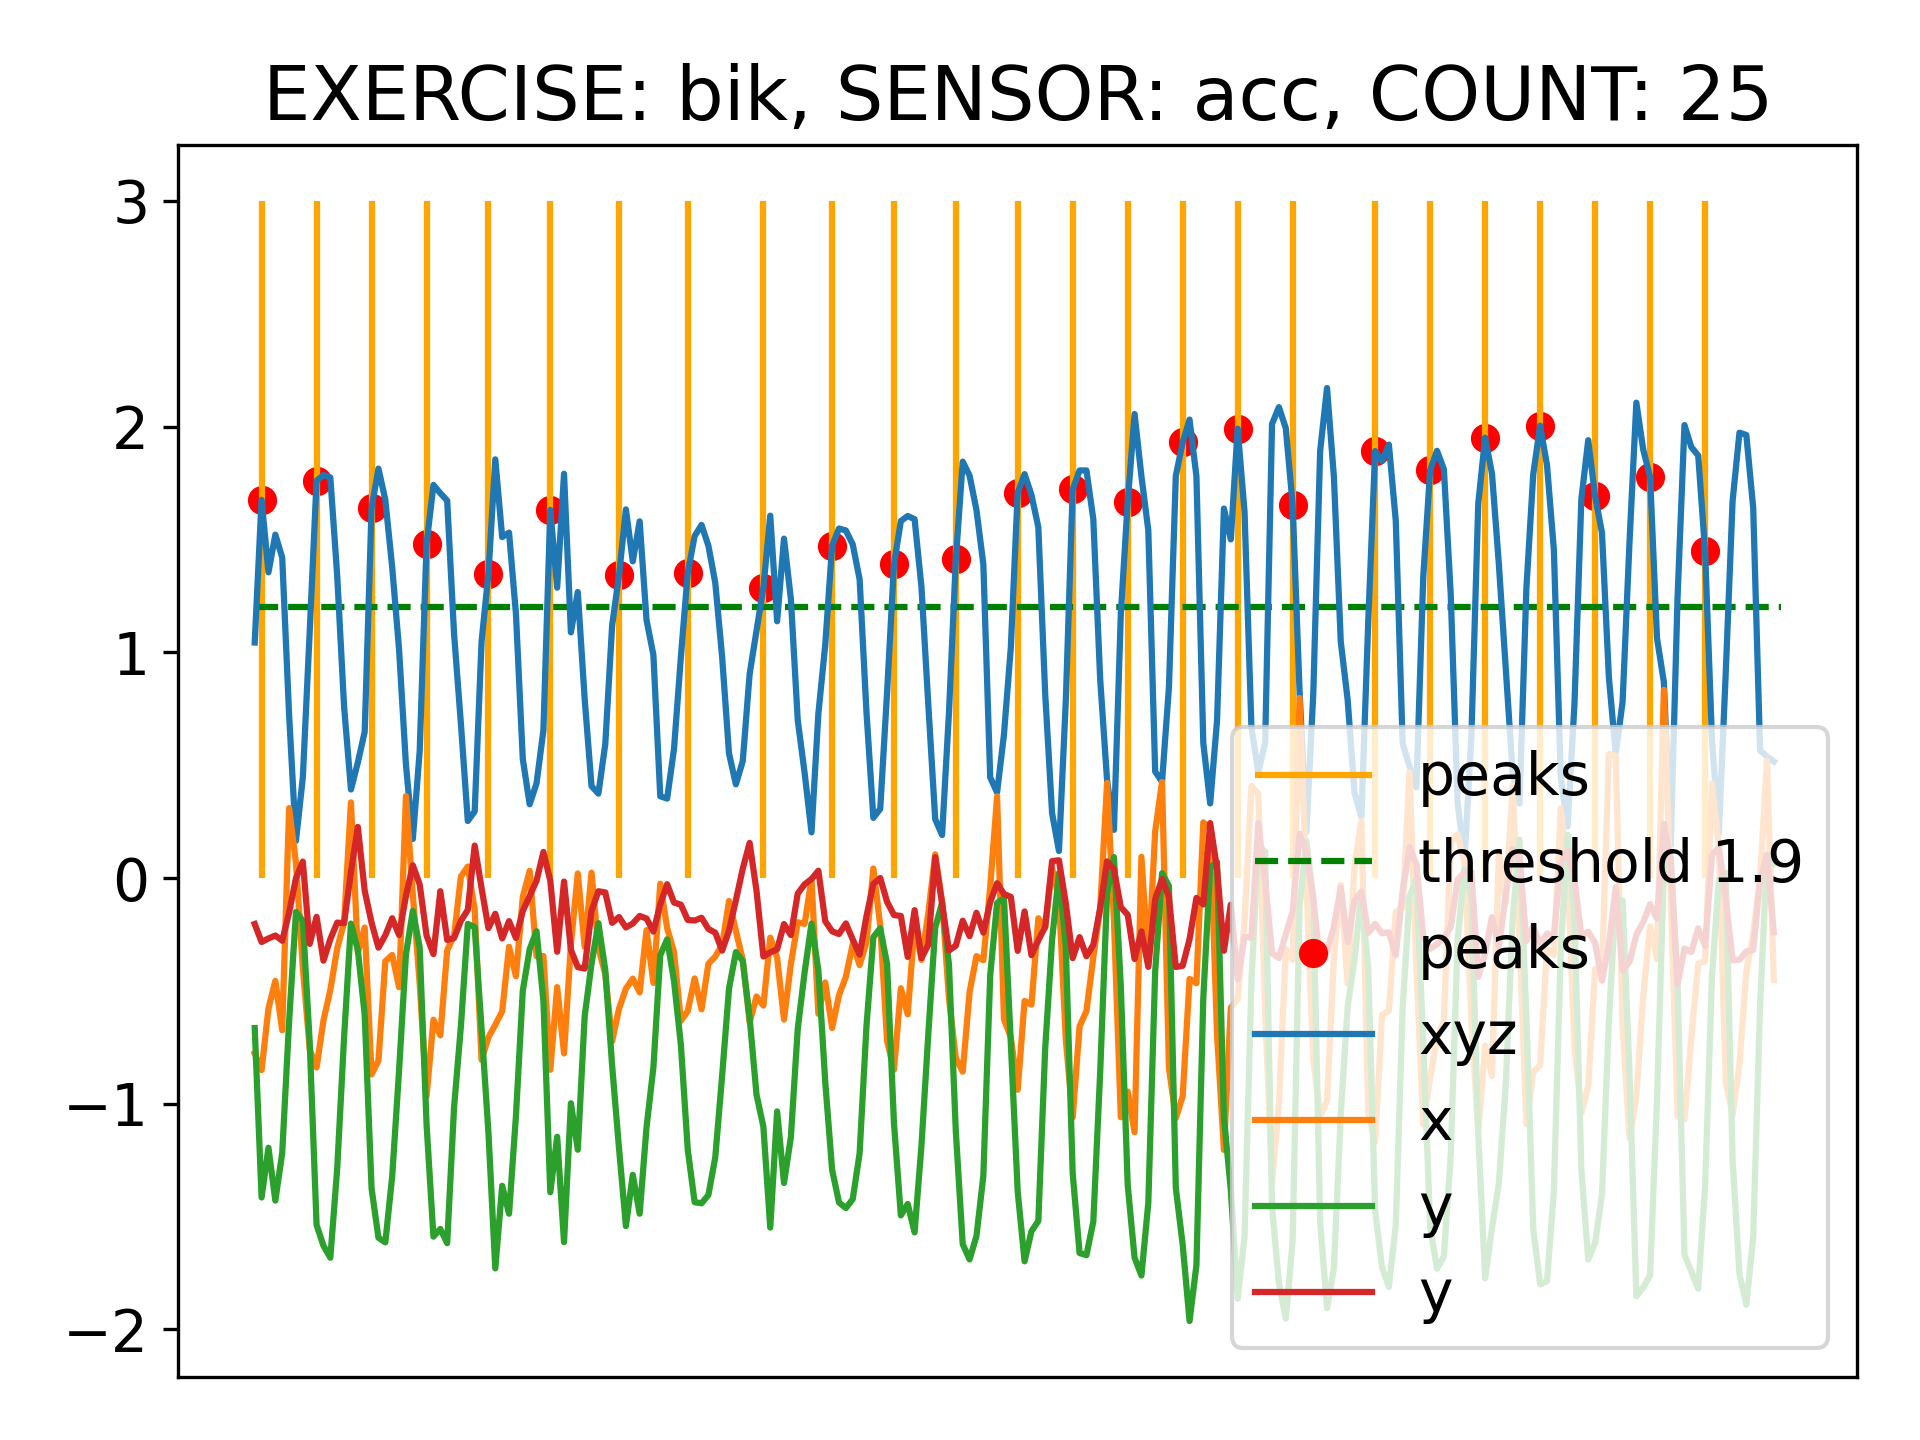 EXERCISE: bik, SENSOR: acc, COUNT: 25
3
2
1
0
−1
−2
peaks
threshold 1.9
peaks
xyz
x
y
y